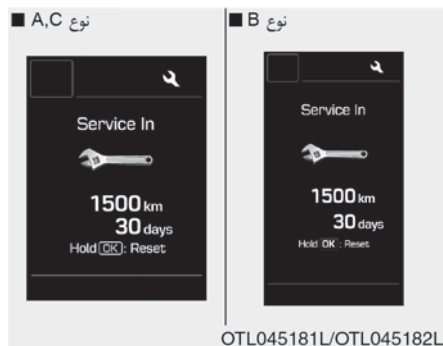 ■ A,C نوع
Service In
1500 km
30 days
Hold OK : Reset
■ B نوع
Service In
1500 km
30 days
Hold OK : Reset
OTL045181L/OTL045182L